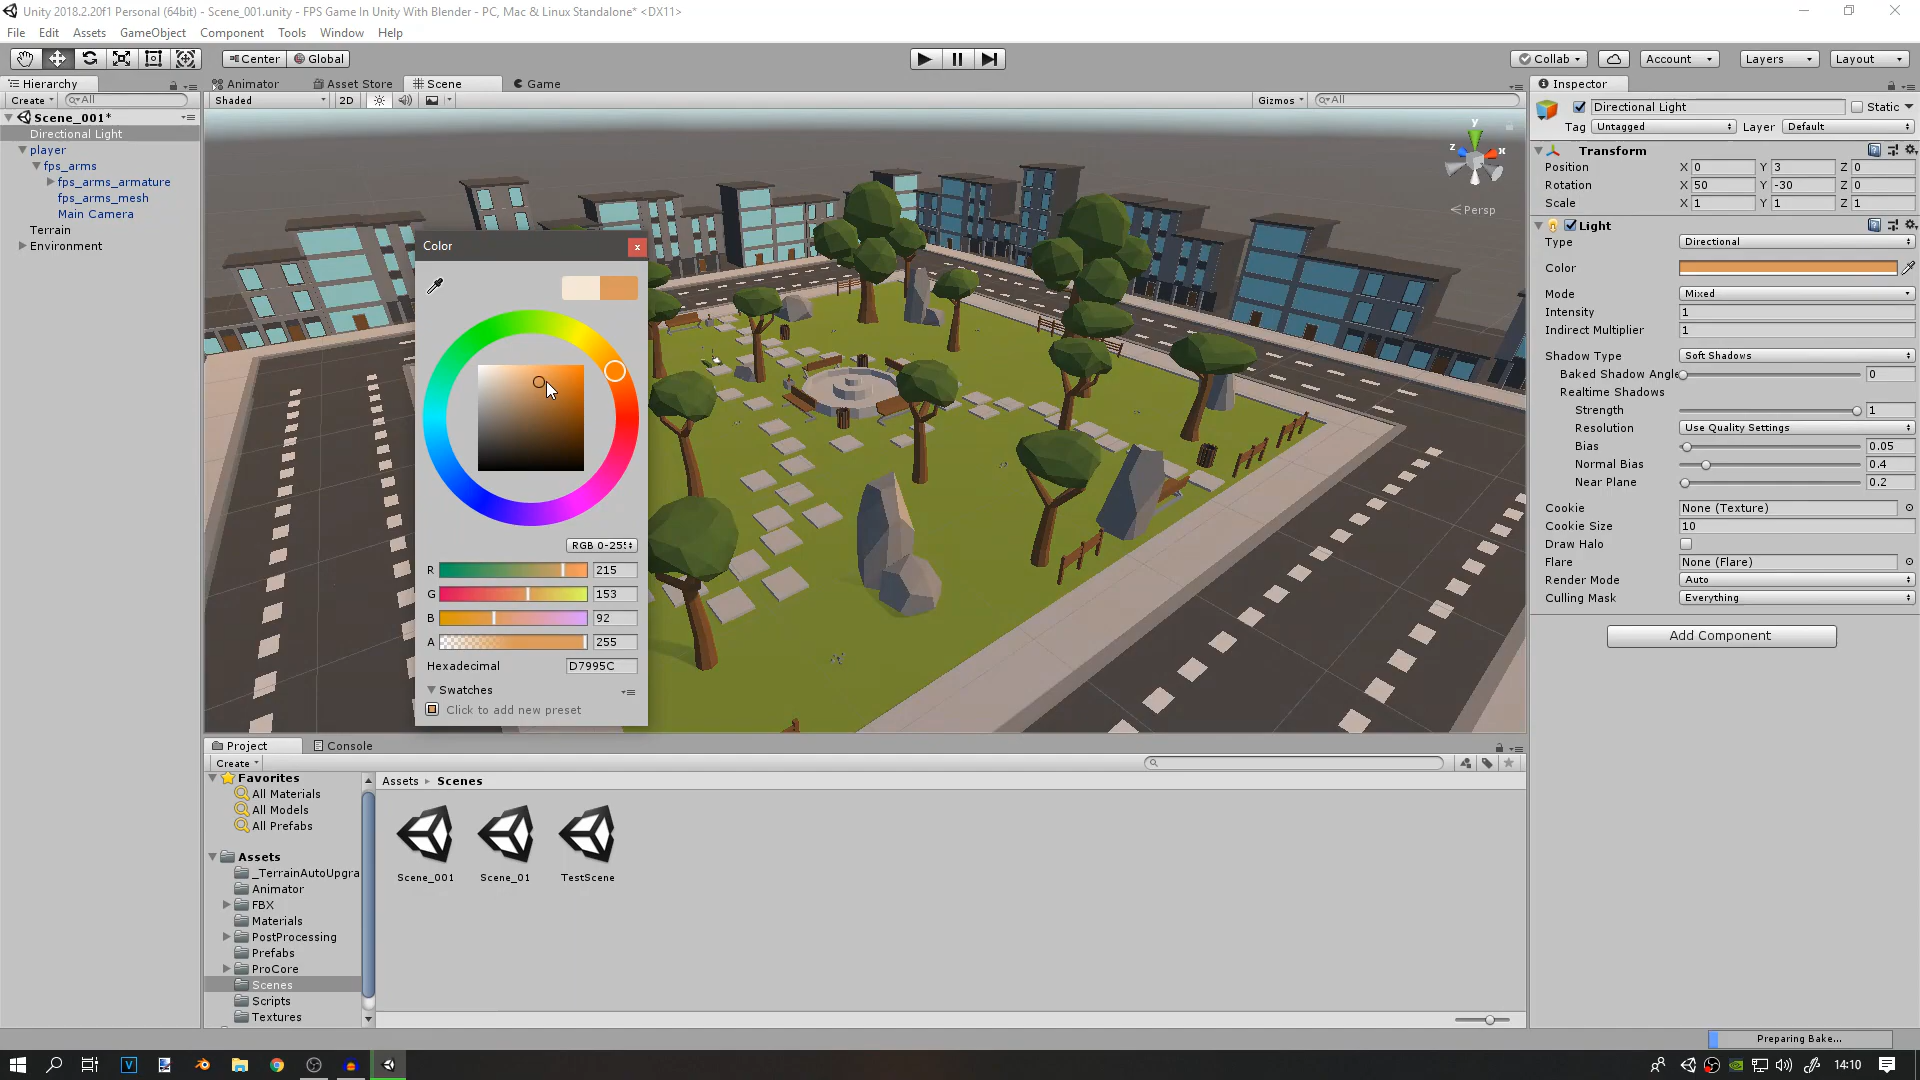 Unity 2018.2.20f1 Personal (64bit) - Scene_001.unity - FPS Game In Unity With Blender - PC, Mac & Linux Standalone* <DX11>
File Edit Assets GameObject Component Tools Window Help
Center Global Collab Account Layers Layout
Hierarchy Animator Asset Store Scene Game Inspector
Create All Shaded 2D Gizmos All
Scene_001*
Directional Light
player
fps_arms
fps_arms_armature
fps_arms_mesh
Main Camera
Terrain
Environment
y
z x
Persp
Color
RGB 0-255
R 215
G 153
B 92
A 255
Hexadecimal D7995C
Swatches
Click to add new preset
Directional Light Static
Tag Untagged Layer Default
Transform
Position X 0 Y 3 Z 0
Rotation X 50 Y -30 Z 0
Scale X 1 Y 1 Z 1
Light
Type Directional
Color
Mode Mixed
Intensity 1
Indirect Multiplier 1
Shadow Type Soft Shadows
Baked Shadow Angle 0
Realtime Shadows
Strength 1
Resolution Use Quality Settings
Bias 0.05
Normal Bias 0.4
Near Plane 0.2
Cookie None (Texture)
Cookie Size 10
Draw Halo
Flare None (Flare)
Render Mode Auto
Culling Mask Everything
Add Component
Project Console
Create
Favorites
All Materials
All Models
All Prefabs
Assets
_TerrainAutoUpgra
Animator
FBX
Materials
PostProcessing
Prefabs
ProCore
Scenes
Scripts
Textures
Assets Scenes
Scene_001 Scene_01 TestScene
Preparing Bake...
14:10